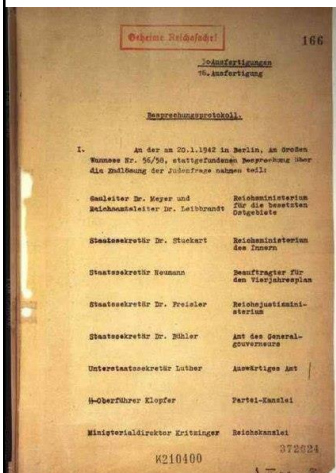 Geheime Reichssache!
166
30 Ausfertigungen
16. Ausfertigung
Besprechungsprotokoll.
I. An der am 20.1.1942 in Berlin, Am Großen
Wannsee Nr. 56/58, stattgefundenen Besprechung über
die Endlösung der Judenfrage nahmen teil:
Gauleiter Dr. Meyer und Reichsministerium
Reichsamtsleiter Dr. Leibbrandt für die besetzten
Ostgebiete
Staatssekretär Dr. Stuckart Reichsministerium
des Innern
Staatssekretär Neumann Beauftragter für
den Vierjahresplan
Staatssekretär Dr. Freisler Reichsjustizmini-
sterium
Staatssekretär Dr. Bühler Amt des General-
gouverneurs
Unterstaatssekretär Luther Auswärtiges Amt
SS-Oberführer Klopfer Partei-Kanzlei
Ministerialdirektor Kritzinger Reichskanzlei
372024
K210400